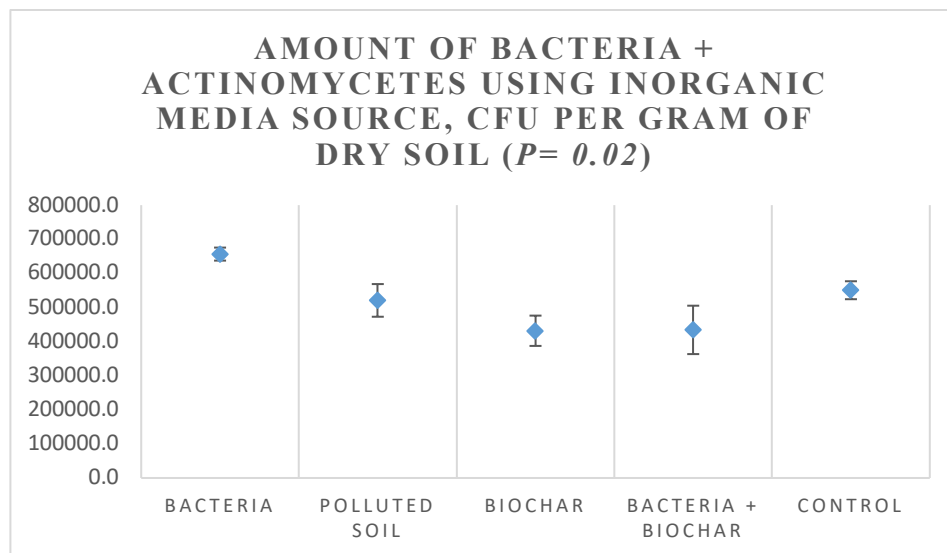 AMOUNT OF BACTERIA +
ACTINOMYCETES USING INORGANIC
MEDIA SOURCE, CFU PER GRAM OF
DRY SOIL (P= 0.02)
800000.0
700000.0
600000.0
500000.0
400000.0
300000.0
200000.0
100000.0
0.0
BACTERIA
POLLUTED
SOIL
BIOCHAR
BACTERIA +
BIOCHAR
CONTROL